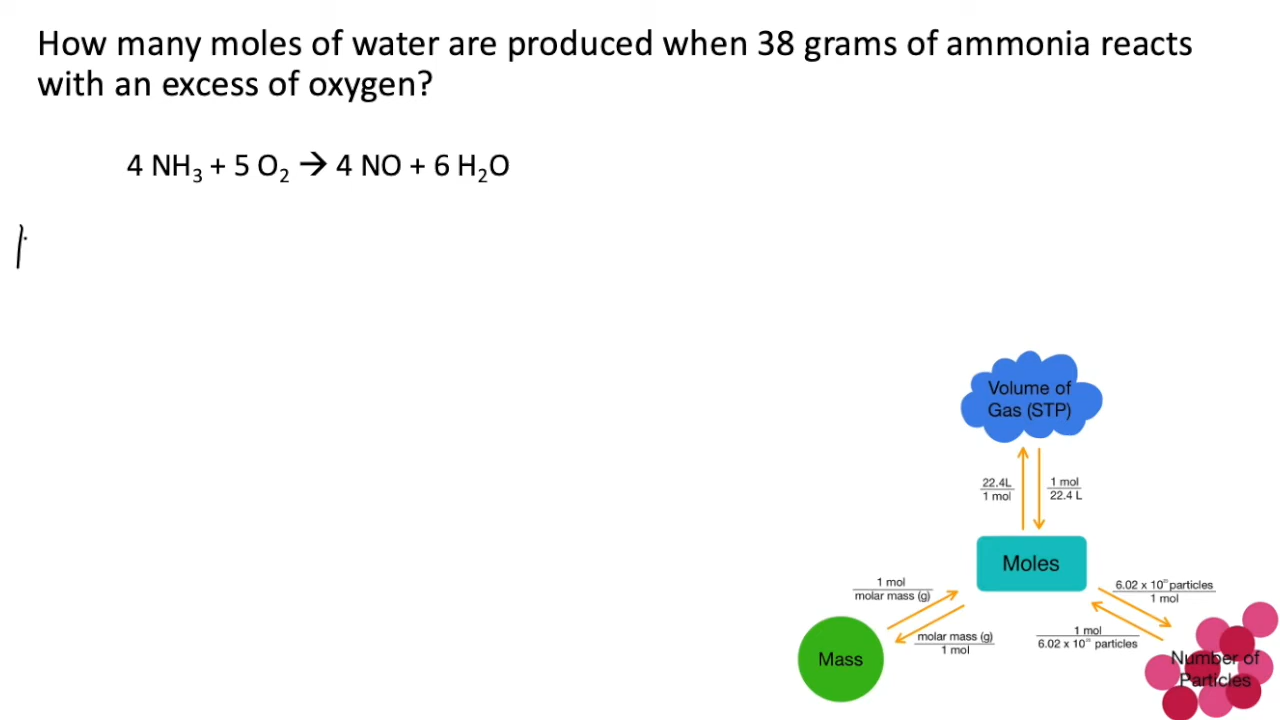 How many moles of water are produced when 38 grams of ammonia reacts
with an excess of oxygen?
4 NH₃ + 5 O₂ → 4 NO + 6 H₂O
Volume of
Gas (STP)
22.4L
1 mol
1 mol
22.4 L
Moles
1 mol
molar mass (g)
molar mass (g)
1 mol
6.02 x 10²³ particles
1 mol
1 mol
6.02 x 10²³ particles
Mass
Number of
Particles